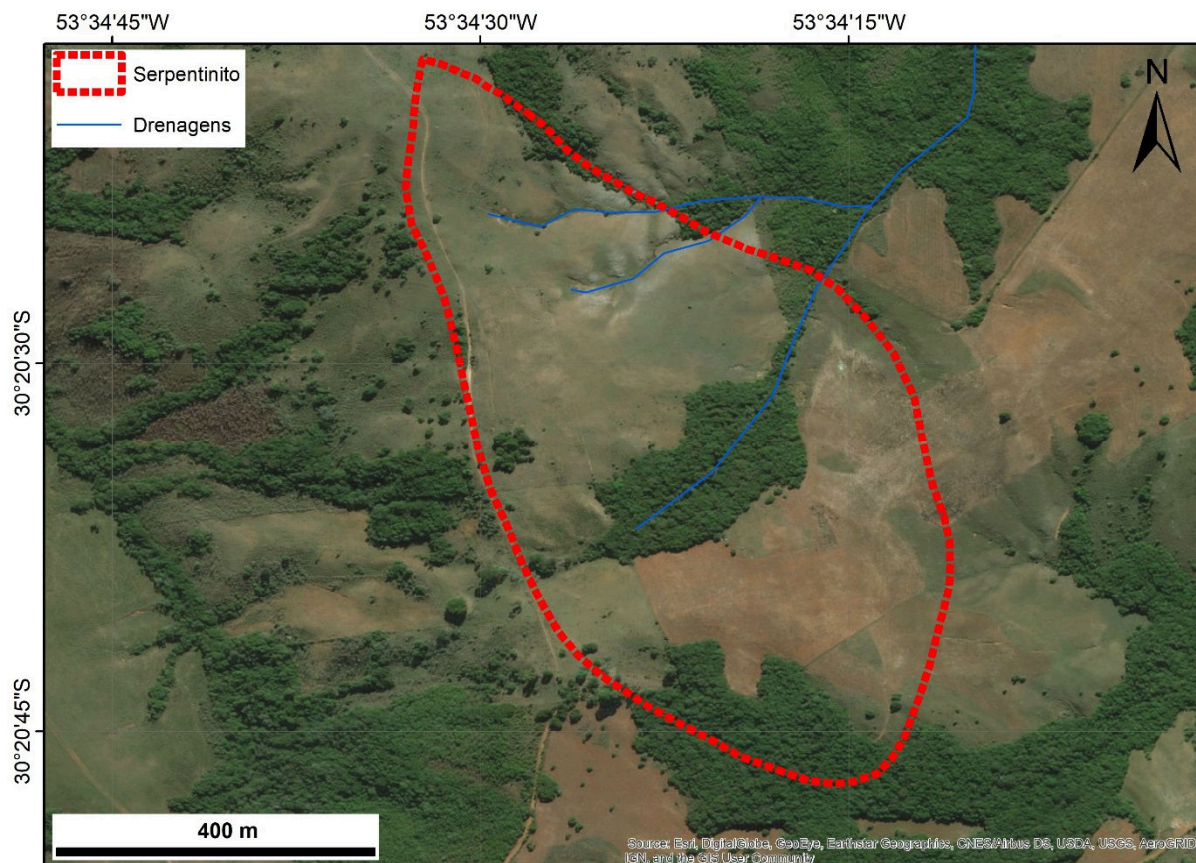 53°34'45"W 53°34'30"W 53°34'15"W
Serpentinito
Drenagens
N
30°20'30"S
30°20'45"S
400 m
Source: Esri, DigitalGlobe, GeoEye, Earthstar Geographics, CNES/Airbus DS, USDA, USGS, AeroGRID,
IGN, and the GIS User Community